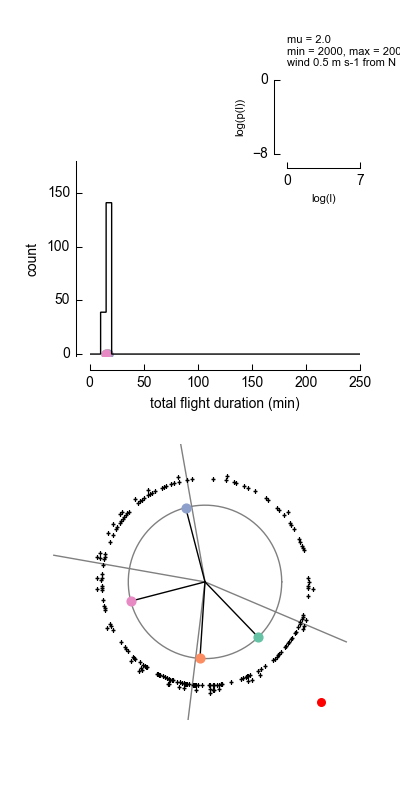 mu = 2.0
min = 2000, max = 200
wind 0.5 m s-1 from N
0
log(p(l))
−8
0 7
log(l)
150
100
count
50
0
0 50 100 150 200 250
total flight duration (min)